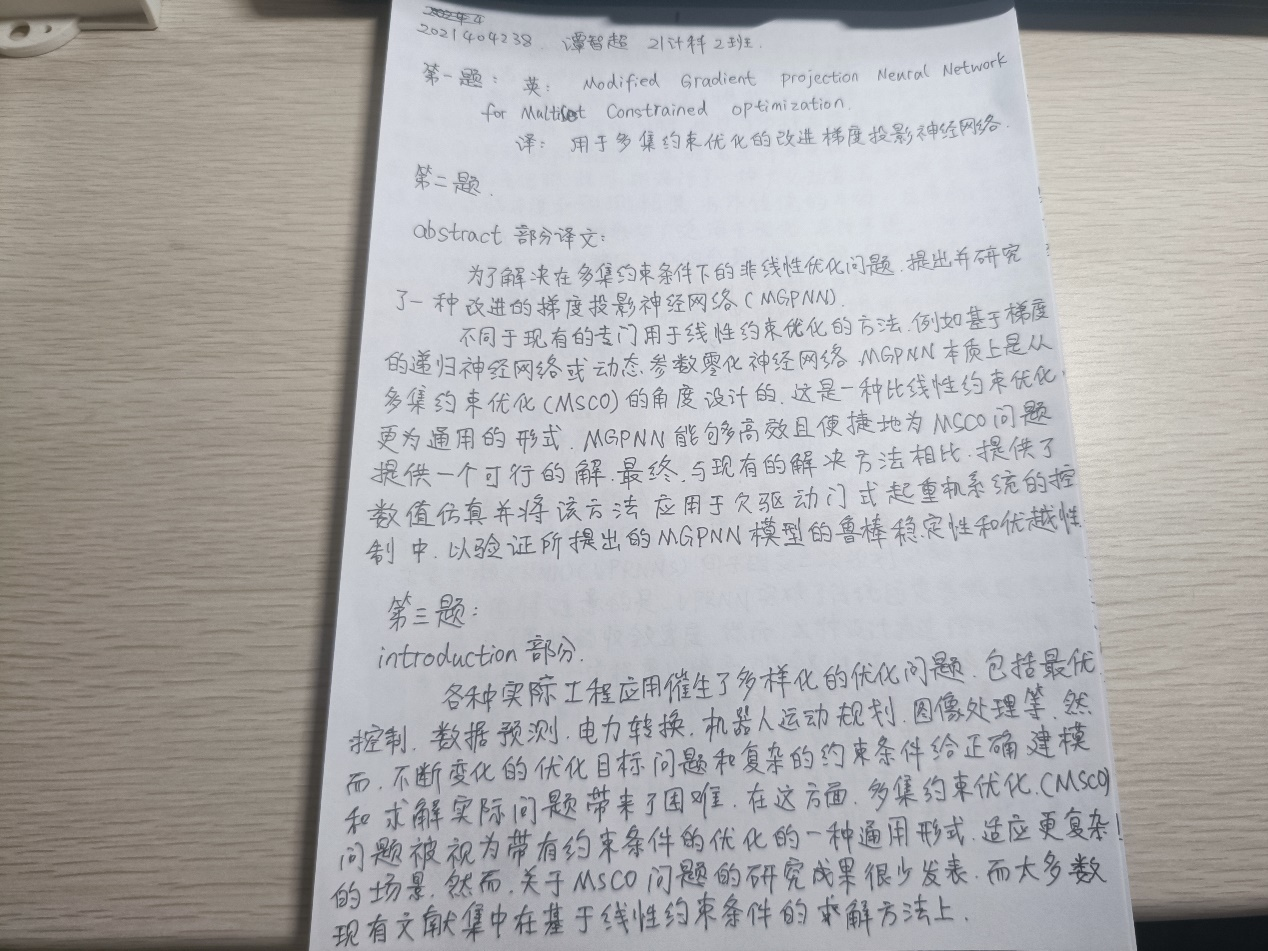 2021404238 谭智超 21计科2班.
第一题: 英: Modified Gradient projection Neural Network
for Multiset Constrained optimization.
译: 用于多集约束优化的改进梯度投影神经网络.
第二题.
abstract 部分译文:
为了解决在多集约束条件下的非线性优化问题,提出并研究
了一种改进的梯度投影神经网络(MGPNN).
不同于现有的专门用于线性约束优化的方法,例如基于梯度
的递归神经网络或动态参数零化神经网络,MGPNN本质上是从
多集约束优化(MSCO)的角度设计的,这是一种比线性约束优化
更为通用的形式.MGPNN能够高效且便捷地为MSCO问题
提供一个可行的解.最终,与现有的解决方法相比,提供了
数值仿真并将该方法应用于欠驱动门式起重机系统的控
制中,以验证所提出的MGPNN模型的鲁棒稳定性和优越性.
第三题:
introduction 部分.
各种实际工程应用催生了多样化的优化问题,包括最优
控制,数据预测,电力转换,机器人运动规划,图像处理等.然
而,不断变化的优化目标问题和复杂的约束条件给正确建模
和求解实际问题带来了困难.在这方面,多集约束优化(MSCO)
问题被视为带有约束条件的优化的一种通用形式,适应更复杂
的场景.然而,关于MSCO问题的研究成果很少发表,而大多数
现有文献集中在基于线性约束条件的求解方法上.